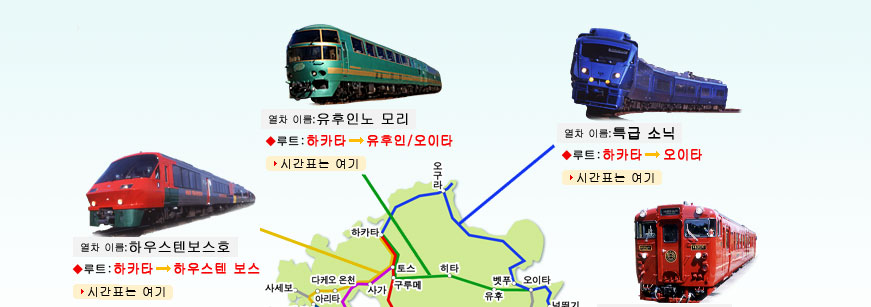 열차 이름:유후인노 모리
◆루트: 하카타➡유후인/오이타
시간표는 여기
열차 이름:특급 소닉
◆루트: 하카타➡오이타
시간표는 여기
열차 이름:하우스텐보스호
◆루트: 하카타➡하우스텐 보스
시간표는 여기
오구라
하카타
토스
구루메
히타
벳푸
오이타
유후
다케오 온천
아리타
사가
사세보